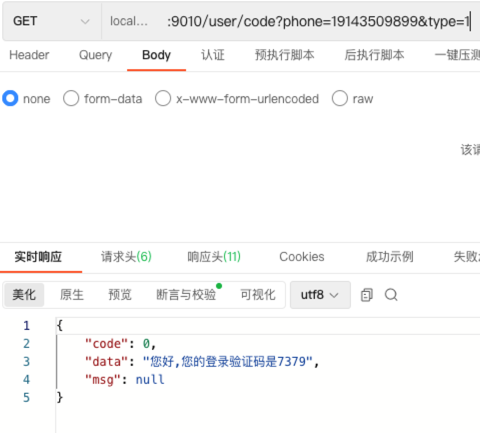 GET local... :9010/user/code?phone=19143509899&type=1
Header Query Body 认证 预执行脚本 后执行脚本 一键压测
none form-data x-www-form-urlencoded raw
该请
实时响应 请求头(6) 响应头(11) Cookies 成功示例 失败
美化 原生 预览 断言与校验 可视化 utf8
1 {
2 "code": 0,
3 "data": "您好,您的登录验证码是7379",
4 "msg": null
5 }